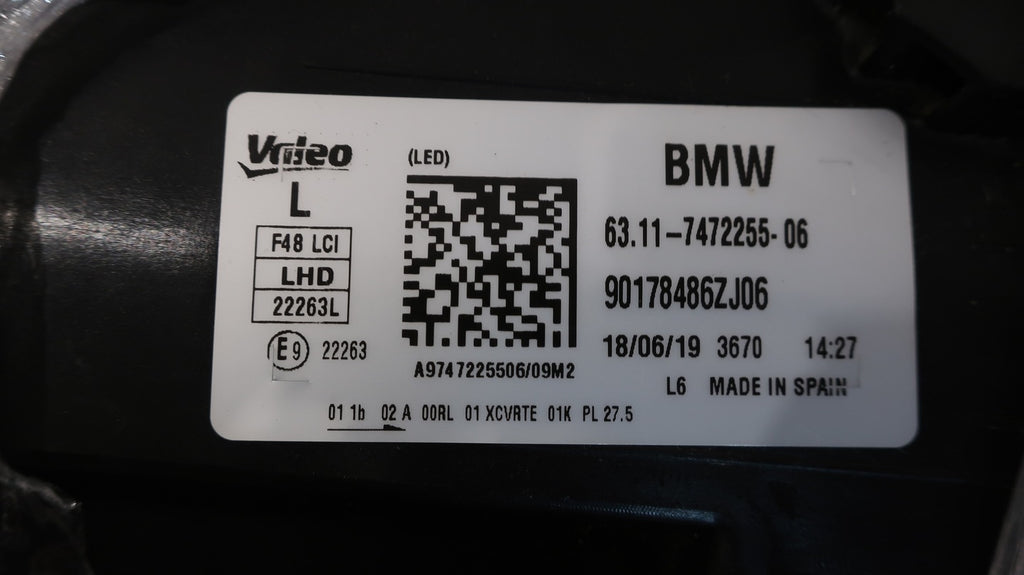 Valeo
L
F48 LCI
LHD
22263L
E9 22263
(LED)
A9747225506/09M2
BMW
63.11-7472255-06
90178486ZJ06
18/06/19 3670 14:27
L6 MADE IN SPAIN
01 1b 02 A 00RL 01 XCVRTE 01K PL 27.5